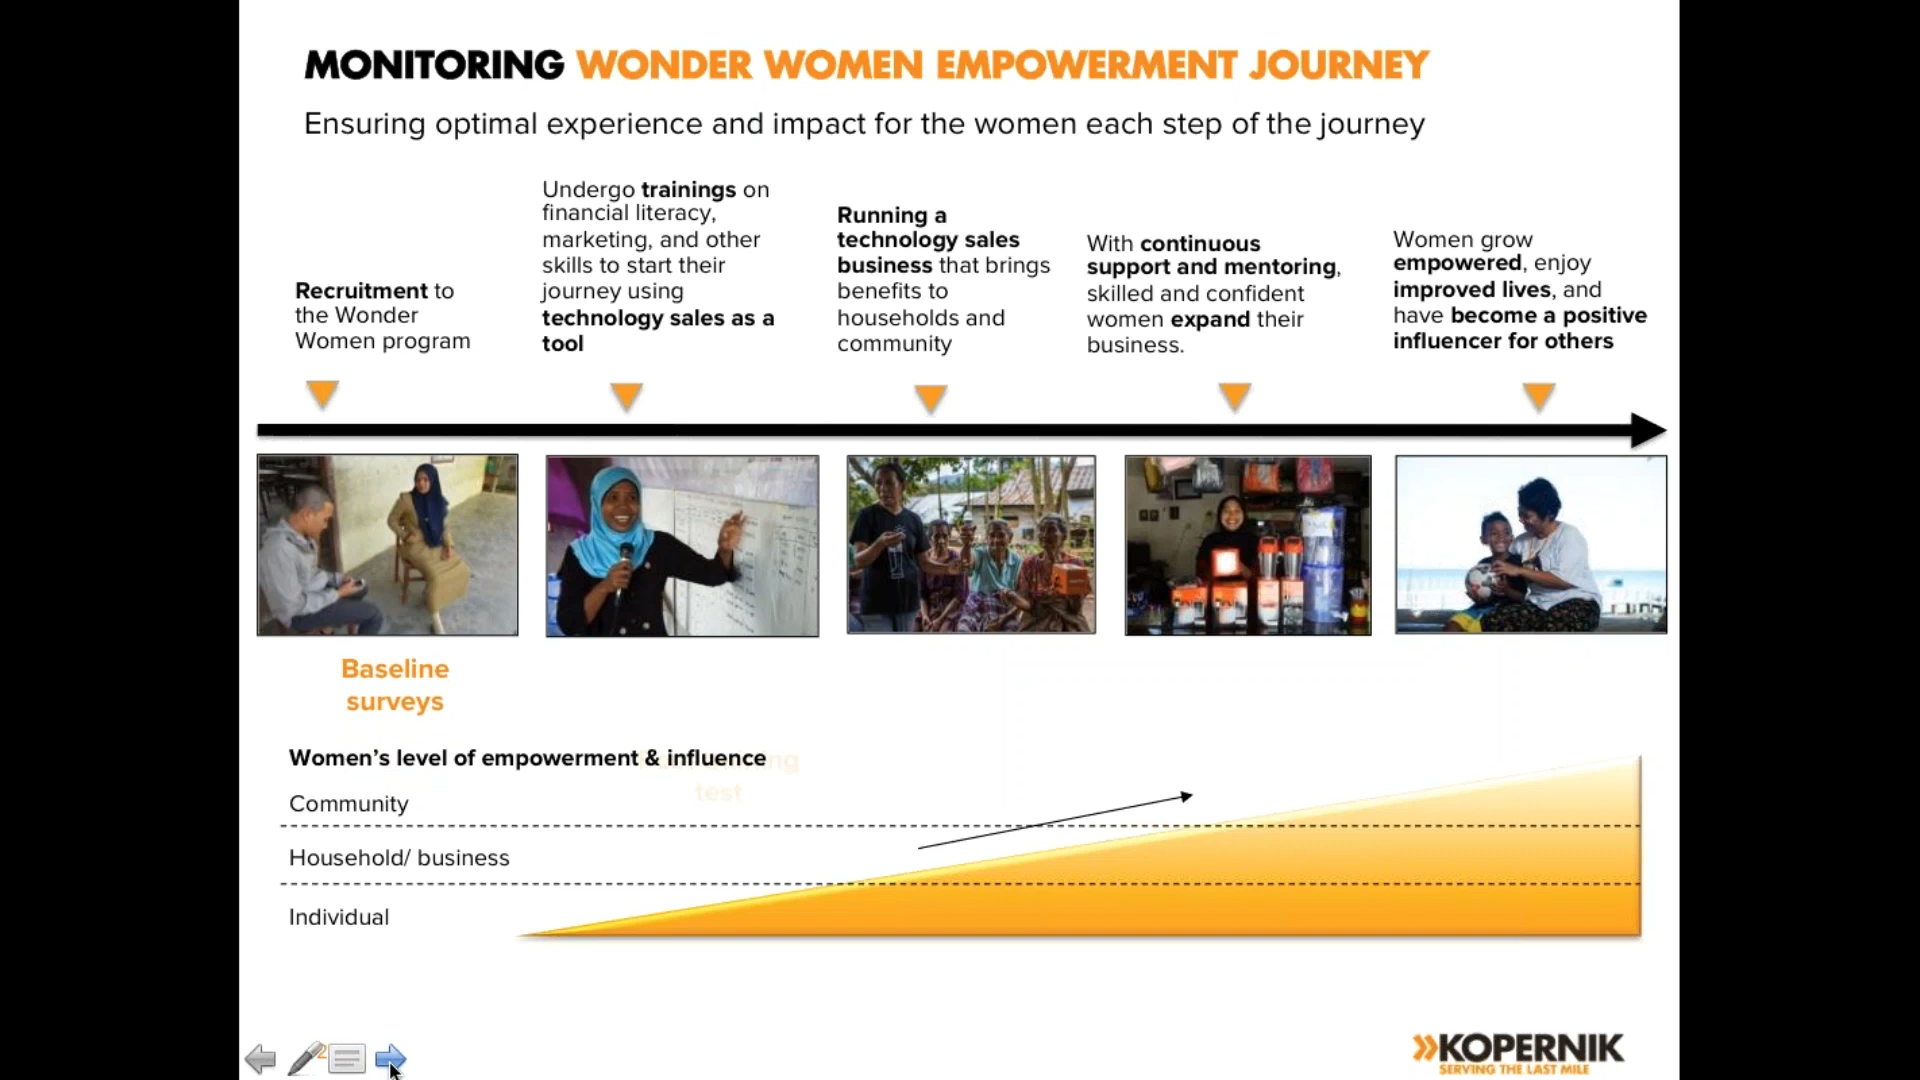 MONITORING WONDER WOMEN EMPOWERMENT JOURNEY
Ensuring optimal experience and impact for the women each step of the journey
Recruitment to
the Wonder
Women program
Undergo trainings on
financial literacy,
marketing, and other
skills to start their
journey using
technology sales as a
tool
Running a
technology sales
business that brings
benefits to
households and
community
With continuous
support and mentoring,
skilled and confident
women expand their
business.
Women grow
empowered, enjoy
improved lives, and
have become a positive
influencer for others
Baseline
surveys
Women's level of empowerment & influence
test
Community
Household/ business
Individual
2
KOPERNIK
SERVING THE LAST MILE